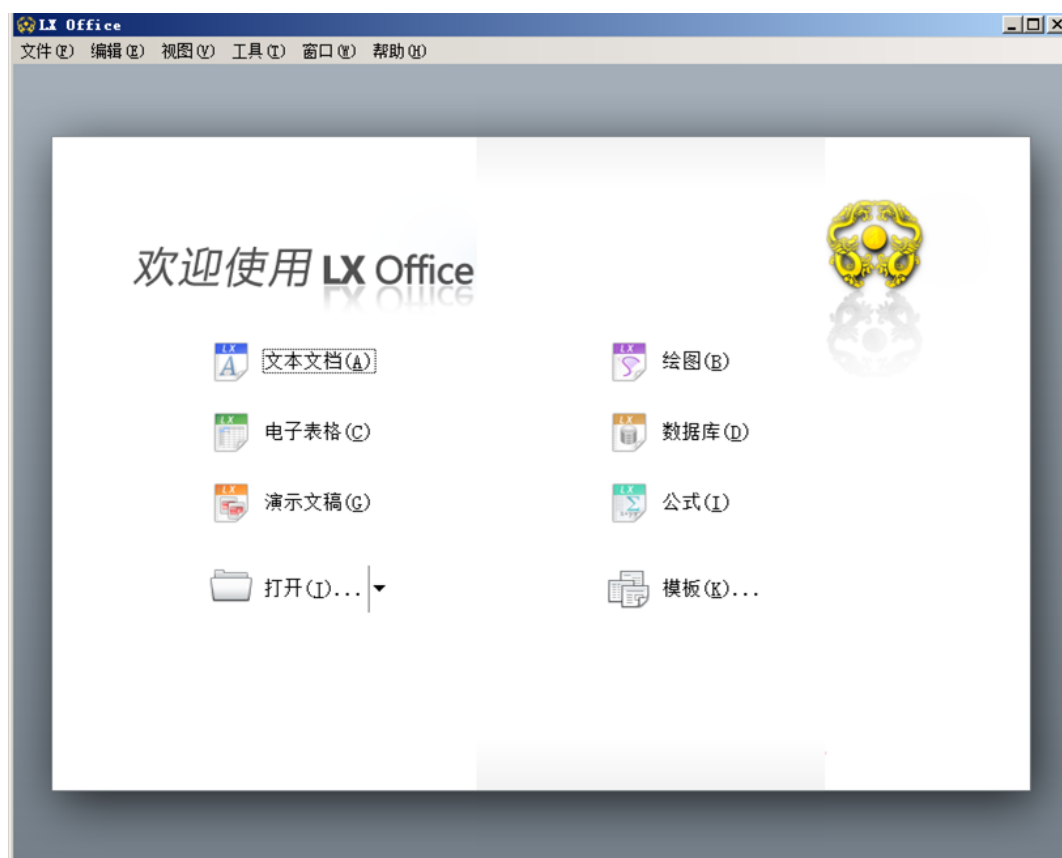 LX Office
文件(F) 编辑(E) 视图(V) 工具(T) 窗口(W) 帮助(H)
欢迎使用 LX Office
文本文档(A)
绘图(B)
电子表格(C)
数据库(D)
演示文稿(G)
公式(I)
打开(I)...
模板(K)...